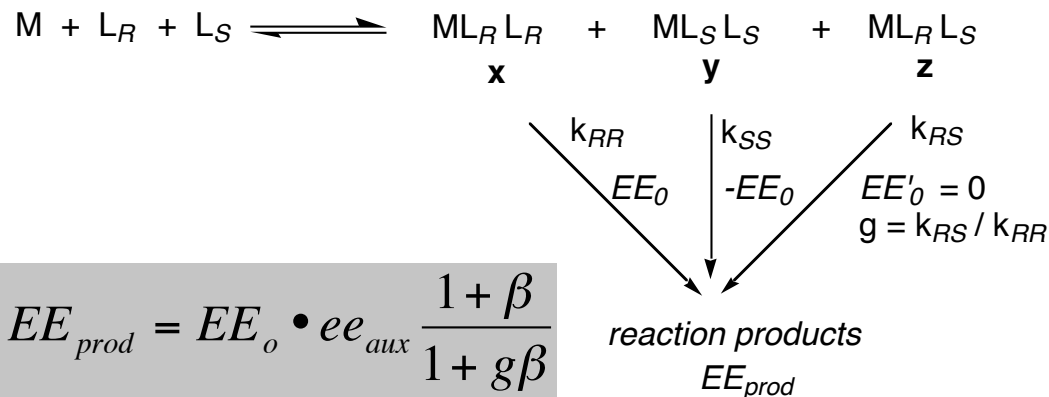 M + L_R + L_S ⇌ ML_R L_R + ML_S L_S + ML_R L_S
x y z
k_RR k_SS k_RS
EE_0 -EE_0 EE'_0 = 0
g = k_RS / k_RR
EE_prod = EE_o • ee_aux (1 + β) / (1 + gβ)
reaction products
EE_prod